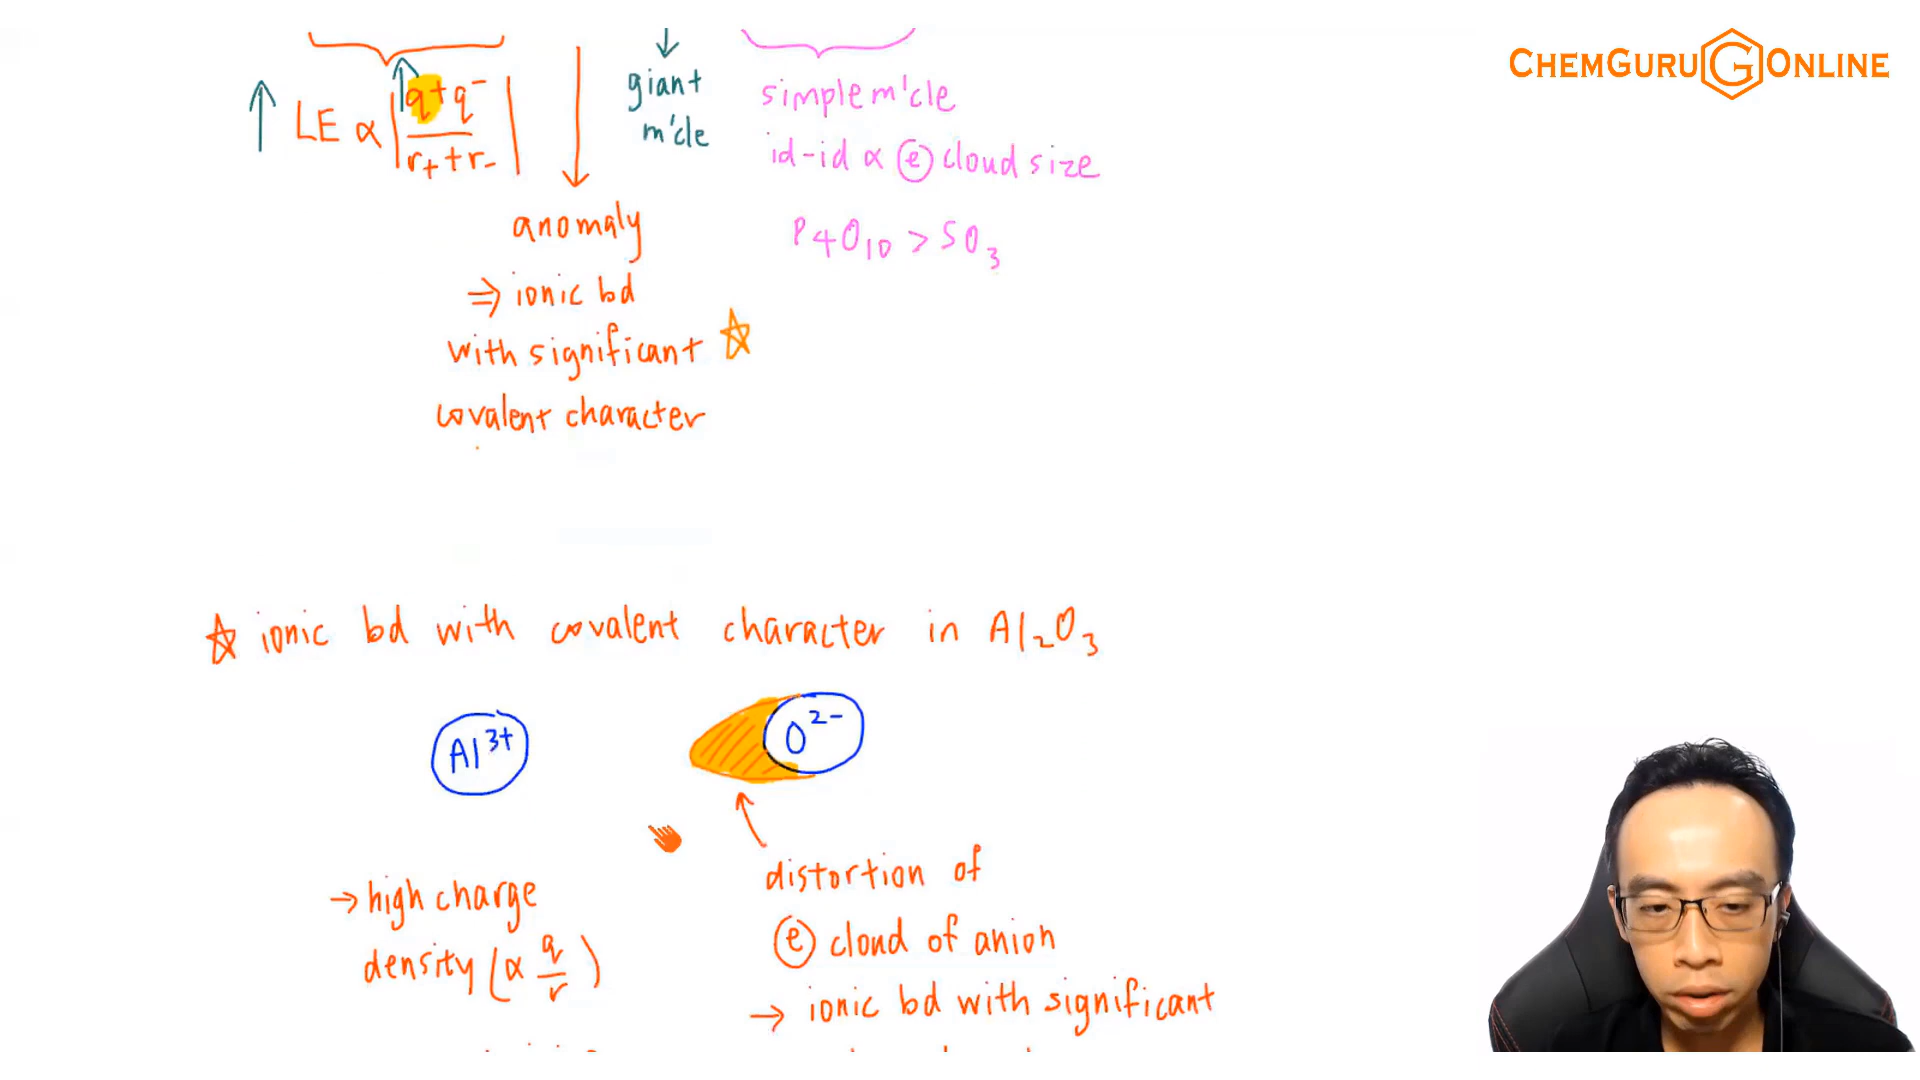 CHEMGURU G ONLINE
↑ LE ∝ | q+ q- / r+ + r- |
giant
m'cle
simple m'cle
id-id ∝ ⓔ cloud size
P4O10 > SO3
anomaly
⇒ ionic bd
with significant ☆
covalent character
☆ ionic bd with covalent character in Al2O3
Al3+
O2-
→ high charge
density (∝ q/r)
distortion of
ⓔ cloud of anion
→ ionic bd with significant